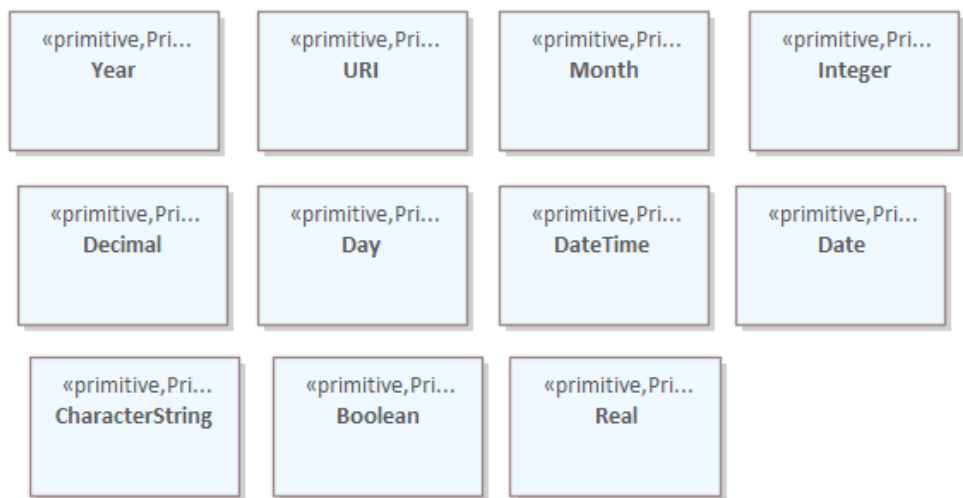 «primitive,Pri...
Year
«primitive,Pri...
URI
«primitive,Pri...
Month
«primitive,Pri...
Integer
«primitive,Pri...
Decimal
«primitive,Pri...
Day
«primitive,Pri...
DateTime
«primitive,Pri...
Date
«primitive,Pri...
CharacterString
«primitive,Pri...
Boolean
«primitive,Pri...
Real